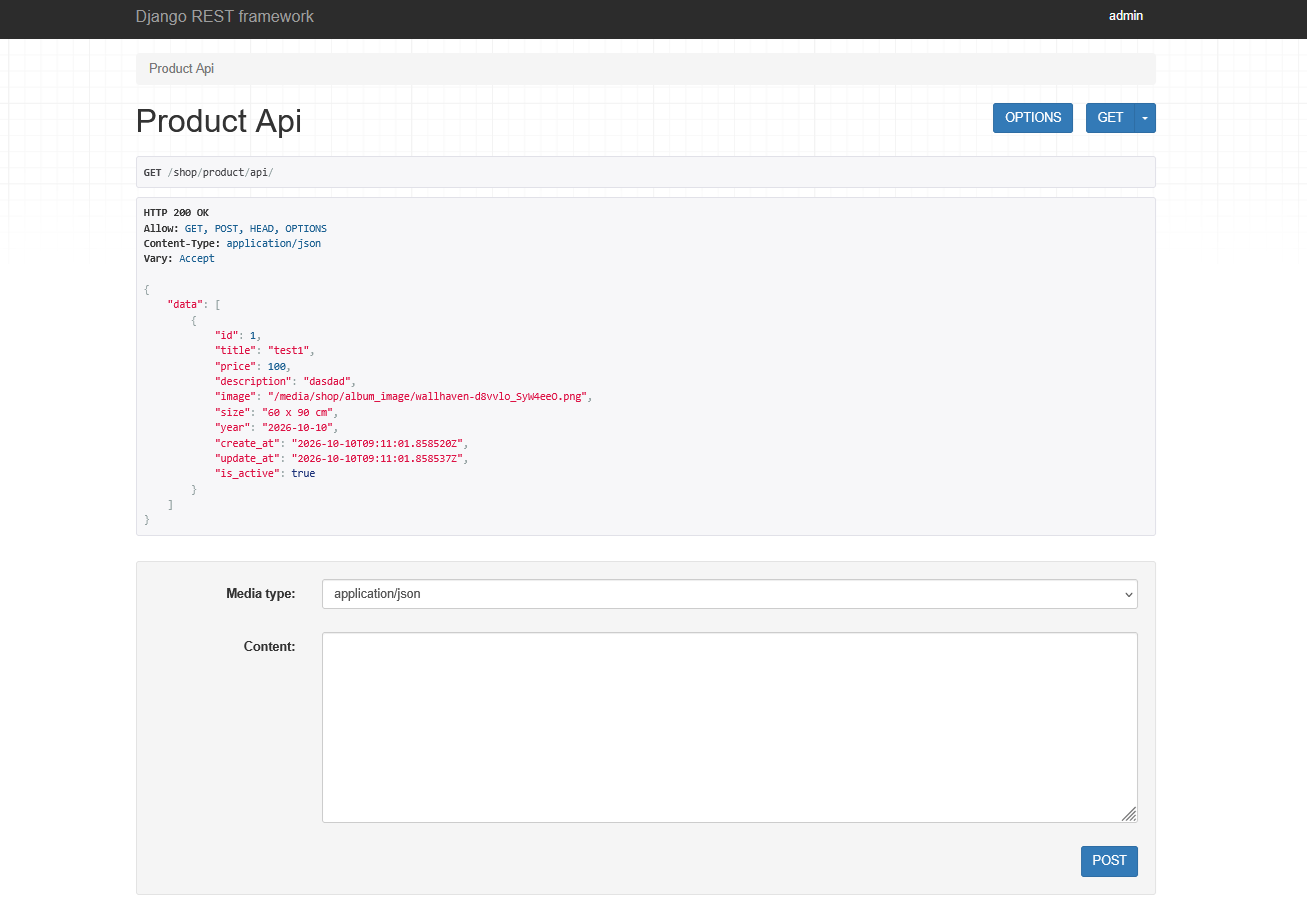 Django REST framework
admin
Product Api
Product Api
OPTIONS
GET
GET /shop/product/api/
HTTP 200 OK
Allow: GET, POST, HEAD, OPTIONS
Content-Type: application/json
Vary: Accept
{
"data": [
{
"id": 1,
"title": "test1",
"price": 100,
"description": "dasdad",
"image": "/media/shop/album_image/wallhaven-d8vvlo_SyW4eeO.png",
"size": "60 x 90 cm",
"year": "2026-10-10",
"create_at": "2026-10-10T09:11:01.858520Z",
"update_at": "2026-10-10T09:11:01.858537Z",
"is_active": true
}
]
}
Media type:
application/json
Content:
POST